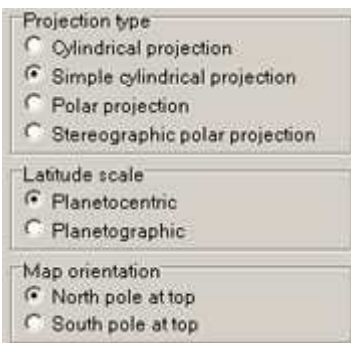 Projection type
Cylindrical projection
Simple cylindrical projection
Polar projection
Stereographic polar projection
Latitude scale
Planetocentric
Planetographic
Map orientation
North pole at top
South pole at top